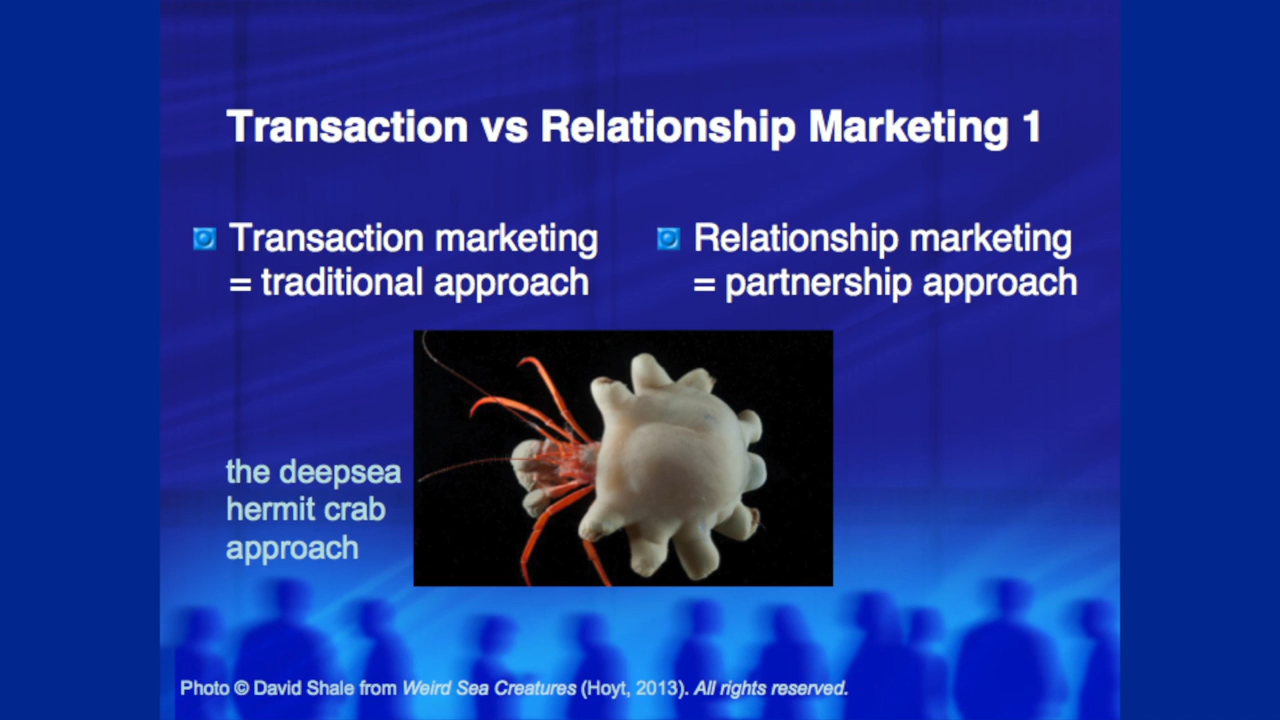 Transaction vs Relationship Marketing 1
Transaction marketing
= traditional approach
Relationship marketing
= partnership approach
the deepsea
hermit crab
approach
Photo © David Shale from Weird Sea Creatures (Hoyt, 2013). All rights reserved.